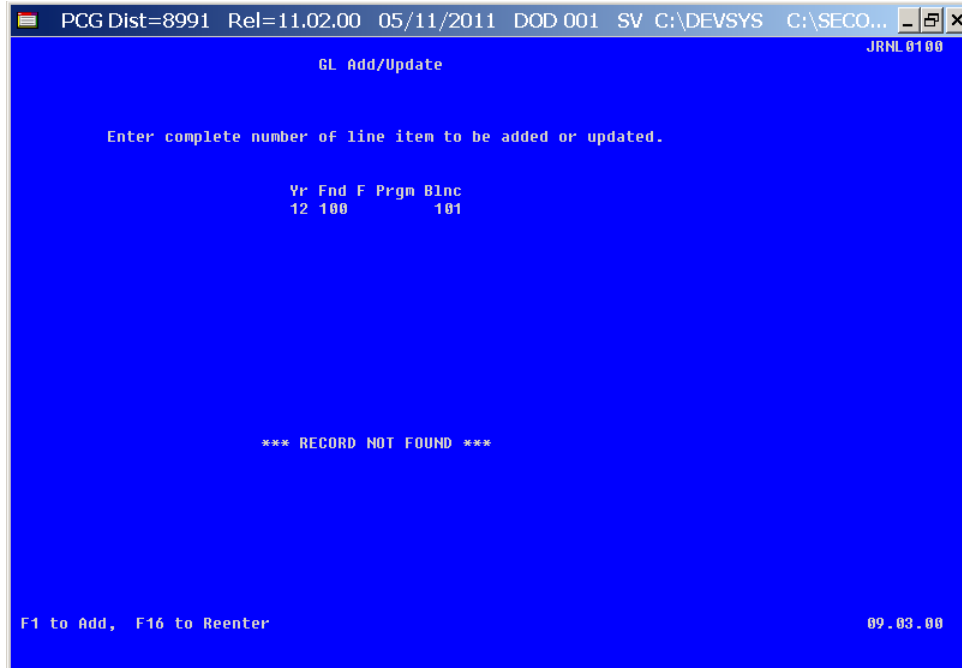 PCG Dist=8991 Rel=11.02.00 05/11/2011 DOD 001 SV C:\DEVSYS C:\SECO...
JRNL0100
GL Add/Update
Enter complete number of line item to be added or updated.
Yr Fnd F Prgm Blnc
12 100 101
*** RECORD NOT FOUND ***
F1 to Add, F16 to Reenter 09.03.00